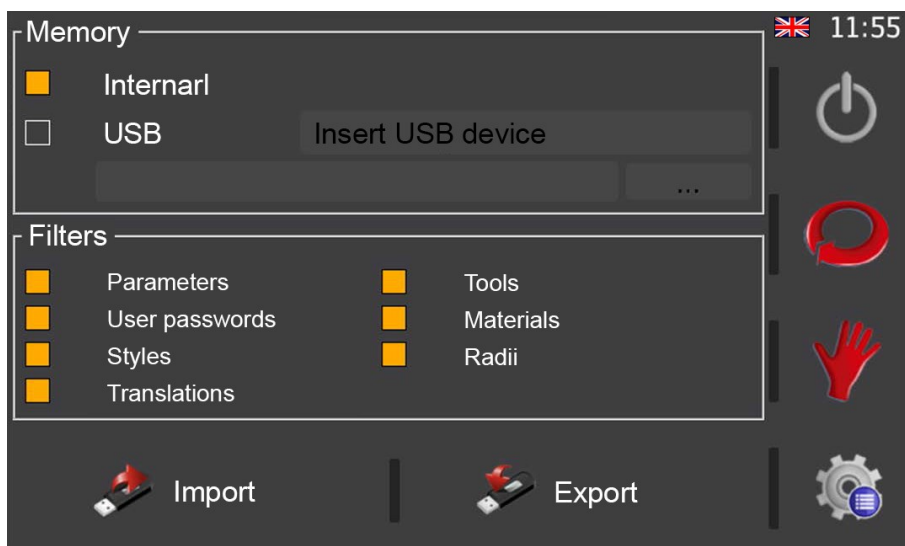 Memory
11:55
Internarl
USB
Insert USB device
...
Filters
Parameters
Tools
User passwords
Materials
Styles
Radii
Translations
Import
Export